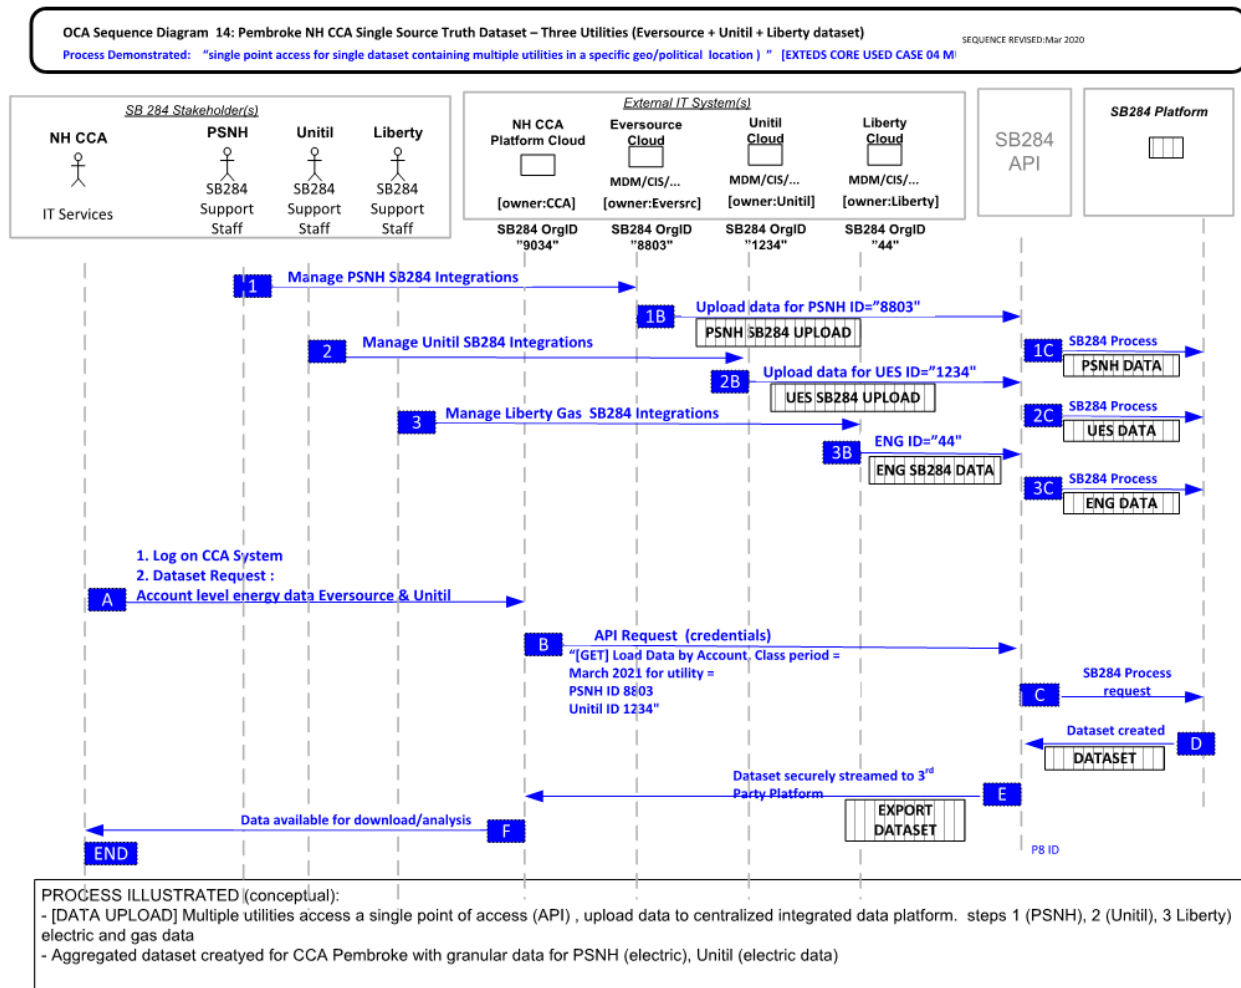 OCA Sequence Diagram 14: Pembroke NH CCA Single Source Truth Dataset – Three Utilities (Eversource + Unitil + Liberty dataset)
SEQUENCE REVISED:Mar 2020
Process Demonstrated: “single point access for single dataset containing multiple utilities in a specific geo/political location ) ” [EXTEDS CORE USED CASE 04 M
SB 284 Stakeholder(s)
NH CCA
IT Services
PSNH
SB284
Support
Staff
Unitil
SB284
Support
Staff
Liberty
SB284
Support
Staff
External IT System(s)
NH CCA
Platform Cloud
[owner:CCA]
SB284 OrgID
"9034"
Eversource
Cloud
MDM/CIS/...
[owner:Eversrc]
SB284 OrgID
"8803"
Unitil
Cloud
MDM/CIS/...
[owner:Unitil]
SB284 OrgID
"1234"
Liberty
Cloud
MDM/CIS/...
[owner:Liberty]
SB284 OrgID
"44"
SB284
API
SB284 Platform
1
Manage PSNH SB284 Integrations
1B
Upload data for PSNH ID=”8803"
PSNH SB284 UPLOAD
1C
SB284 Process
PSNH DATA
2
Manage Unitil SB284 Integrations
2B
Upload data for UES ID=”1234"
UES SB284 UPLOAD
2C
SB284 Process
UES DATA
3
Manage Liberty Gas SB284 Integrations
3B
ENG ID=”44"
ENG SB284 DATA
3C
SB284 Process
ENG DATA
1. Log on CCA System
2. Dataset Request :
Account level energy data Eversource & Unitil
A
B
API Request (credentials)
“[GET] Load Data by Account. Class period =
March 2021 for utility =
PSNH ID 8803
Unitil ID 1234"
C
SB284 Process
request
Dataset created
D
DATASET
Dataset securely streamed to 3rd
Party Platform
E
EXPORT
DATASET
Data available for download/analysis
F
END
P8 ID
PROCESS ILLUSTRATED (conceptual):
- [DATA UPLOAD] Multiple utilities access a single point of access (API) , upload data to centralized integrated data platform. steps 1 (PSNH), 2 (Unitil), 3 Liberty)
electric and gas data
- Aggregated dataset creatyed for CCA Pembroke with granular data for PSNH (electric), Unitil (electric data)